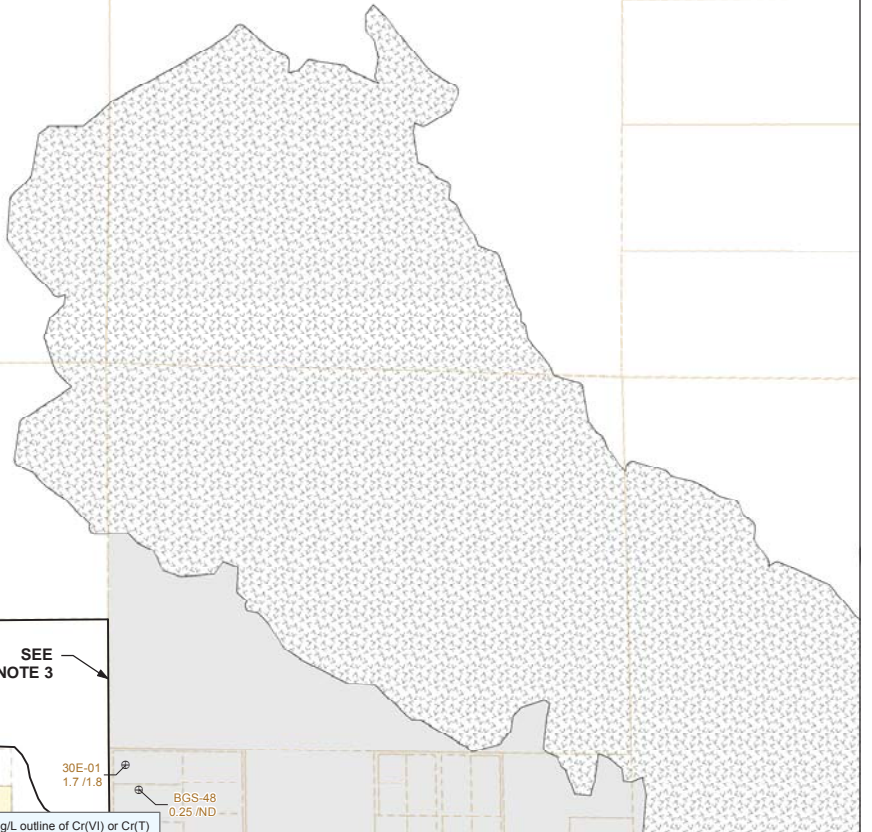 SEE
NOTE 3
30E-01
1.7 /1.8
BGS-48
0.25 /ND
g/L outline of Cr(VI) or Cr(T)